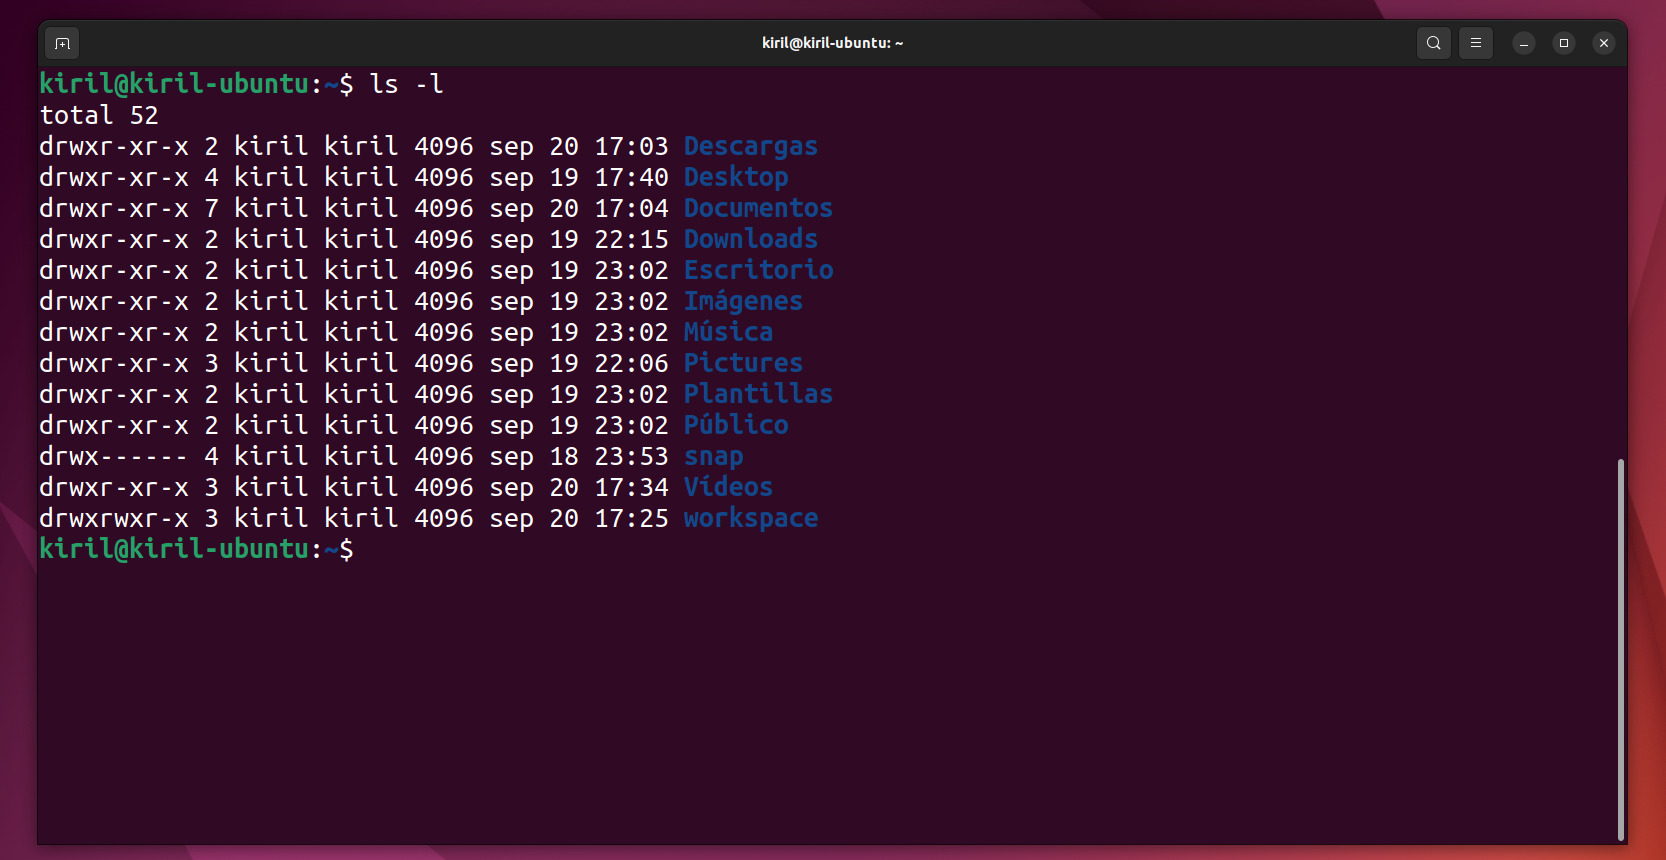 kiril@kiril-ubuntu: ~
kiril@kiril-ubuntu:~$ ls -l
total 52
drwxr-xr-x 2 kiril kiril 4096 sep 20 17:03 Descargas
drwxr-xr-x 4 kiril kiril 4096 sep 19 17:40 Desktop
drwxr-xr-x 7 kiril kiril 4096 sep 20 17:04 Documentos
drwxr-xr-x 2 kiril kiril 4096 sep 19 22:15 Downloads
drwxr-xr-x 2 kiril kiril 4096 sep 19 23:02 Escritorio
drwxr-xr-x 2 kiril kiril 4096 sep 19 23:02 Imágenes
drwxr-xr-x 2 kiril kiril 4096 sep 19 23:02 Música
drwxr-xr-x 3 kiril kiril 4096 sep 19 22:06 Pictures
drwxr-xr-x 2 kiril kiril 4096 sep 19 23:02 Plantillas
drwxr-xr-x 2 kiril kiril 4096 sep 19 23:02 Público
drwx------ 4 kiril kiril 4096 sep 18 23:53 snap
drwxr-xr-x 3 kiril kiril 4096 sep 20 17:34 Vídeos
drwxrwxr-x 3 kiril kiril 4096 sep 20 17:25 workspace
kiril@kiril-ubuntu:~$